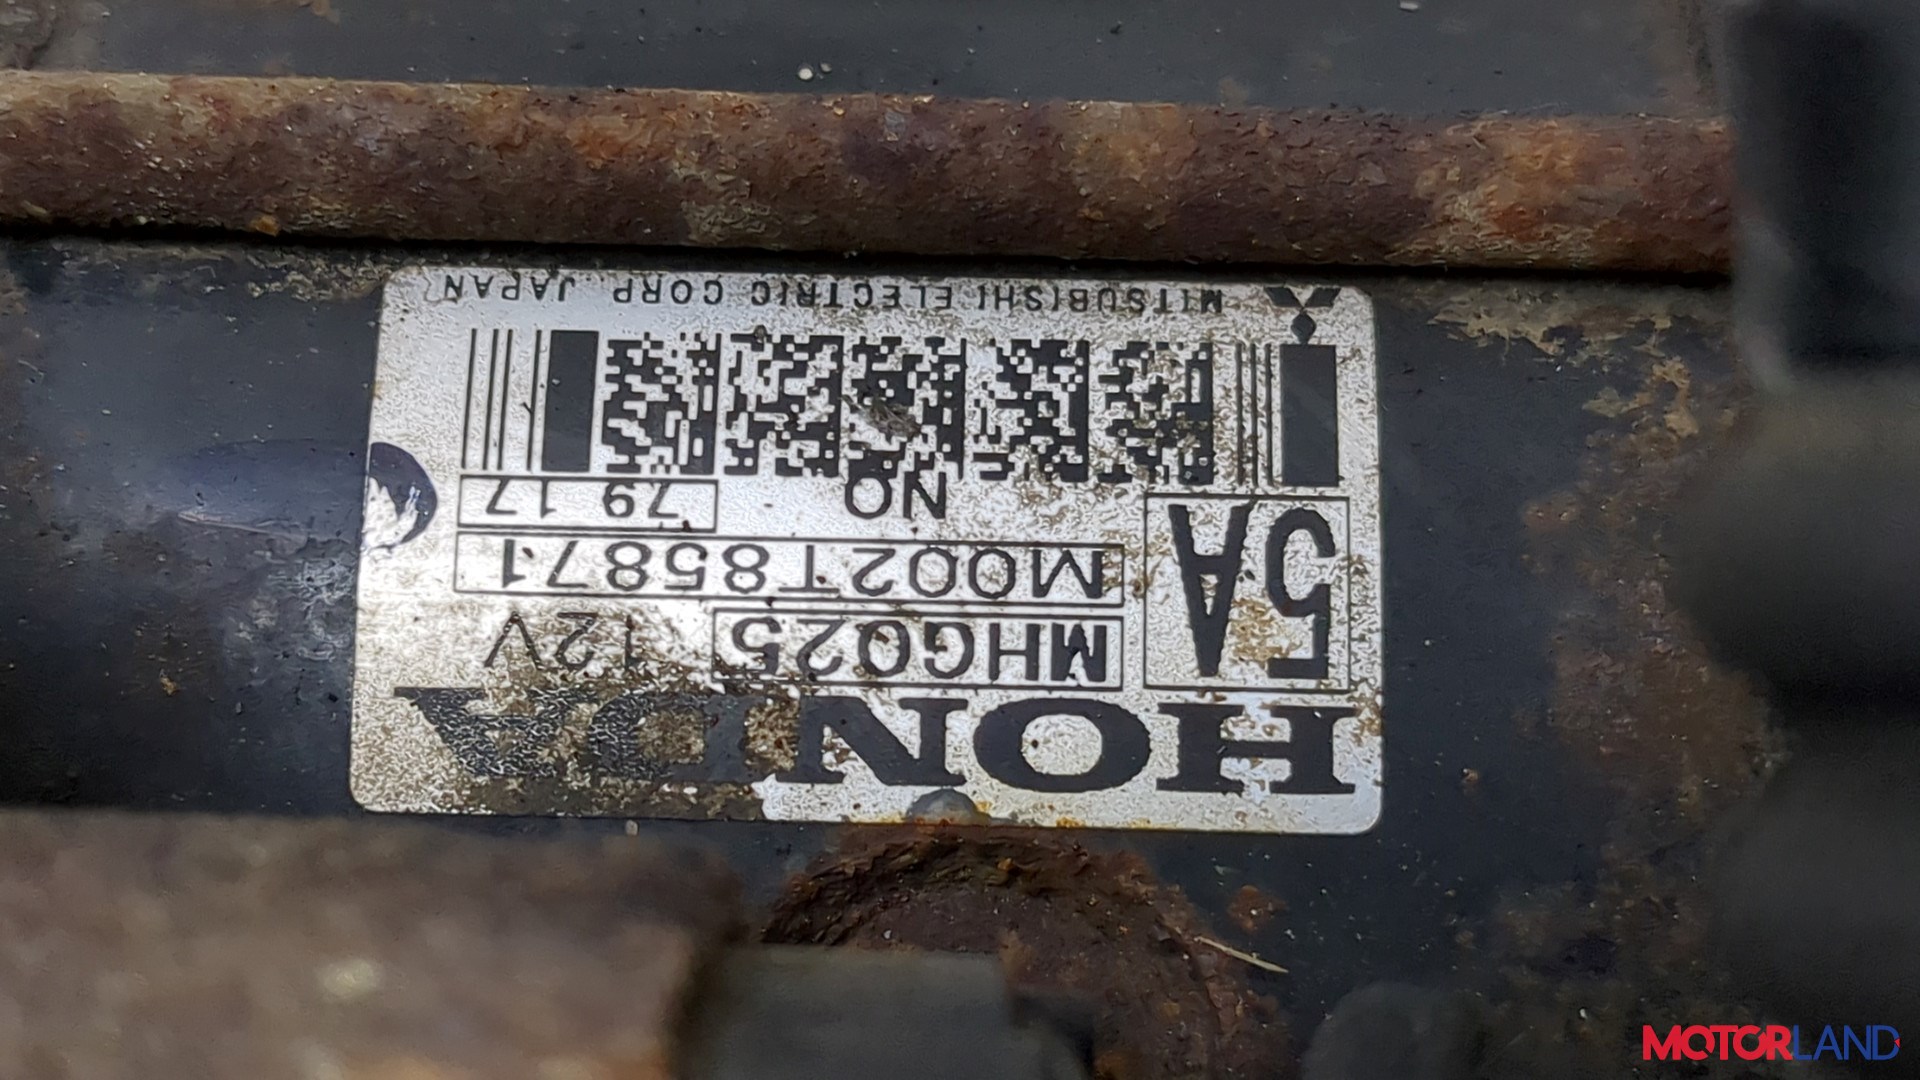 HONDA
5A
MHG025 12V
M002T85871
NO
79 17
MITSUBISHI ELECTRIC CORP. JAPAN
MOTORLAND